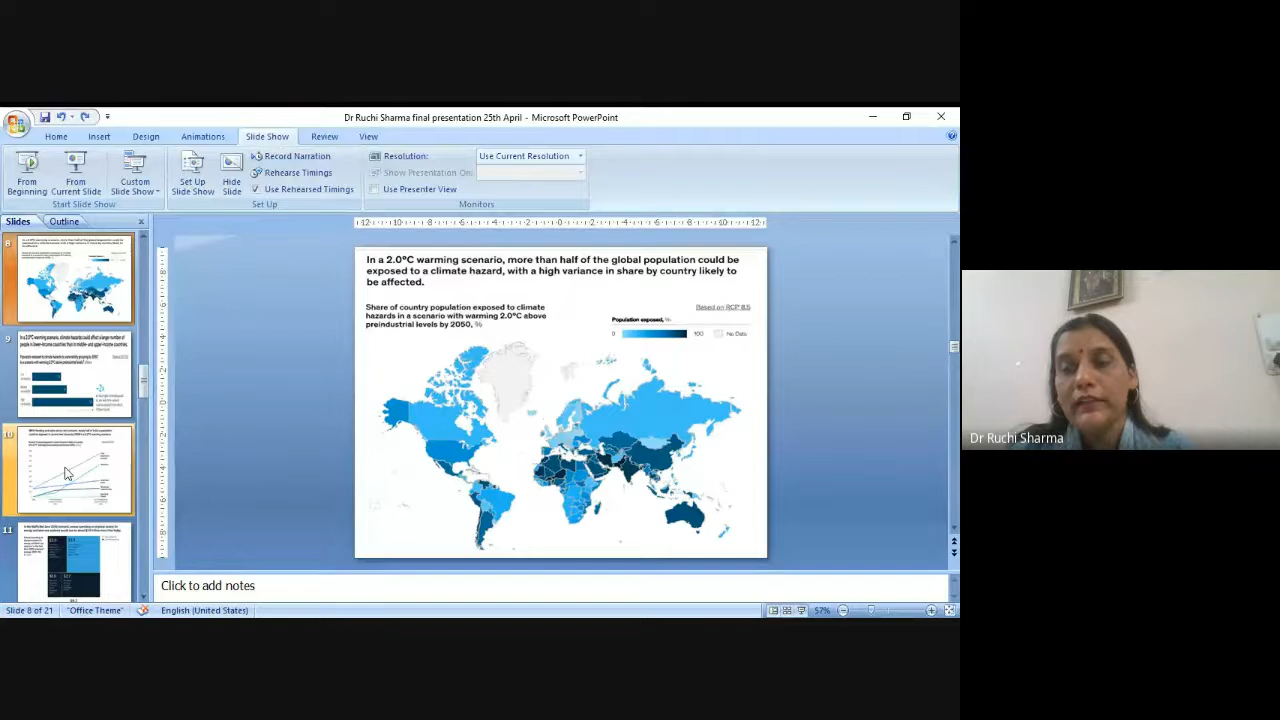 Dr Ruchi Sharma final presentation 25th April - Microsoft PowerPoint
Home Insert Design Animations Slide Show Review View
From Beginning
From Current Slide
Custom Slide Show
Start Slide Show
Set Up Slide Show
Hide Slide
Record Narration
Rehearse Timings
Use Rehearsed Timings
Set Up
Resolution: Use Current Resolution
Show Presentation On:
Use Presenter View
Monitors
Slides Outline
8
9
10
11
In a 2.0°C warming scenario, more than half of the global population could be
exposed to a climate hazard, with a high variance in share by country likely to
be affected.
Share of country population exposed to climate
hazards in a scenario with warming 2.0°C above
preindustrial levels by 2050, %
Based on RCP 8.5
Population exposed, %
0 100 No Data
Click to add notes
Slide 8 of 21 "Office Theme" English (United States) 57%
Dr Ruchi Sharma